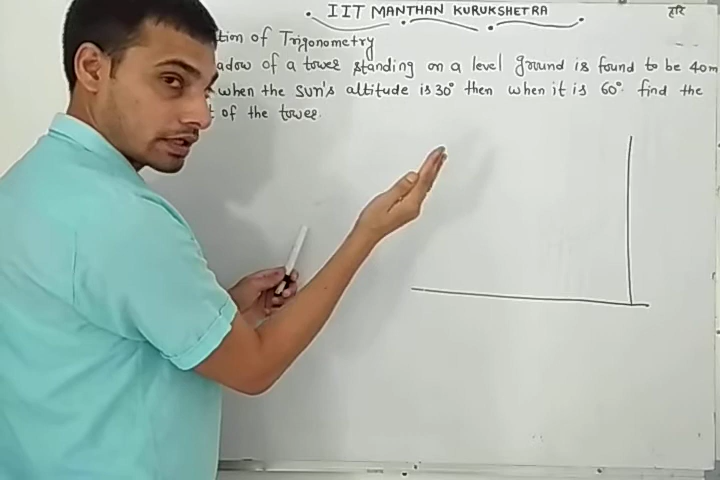 IIT MANTHAN KURUKSHETRA
हरि
tion of Trigonometry
adow of a tower standing on a level ground is found to be 40m
when the sun's altitude is 30° then when it is 60° find the
t of the tower.